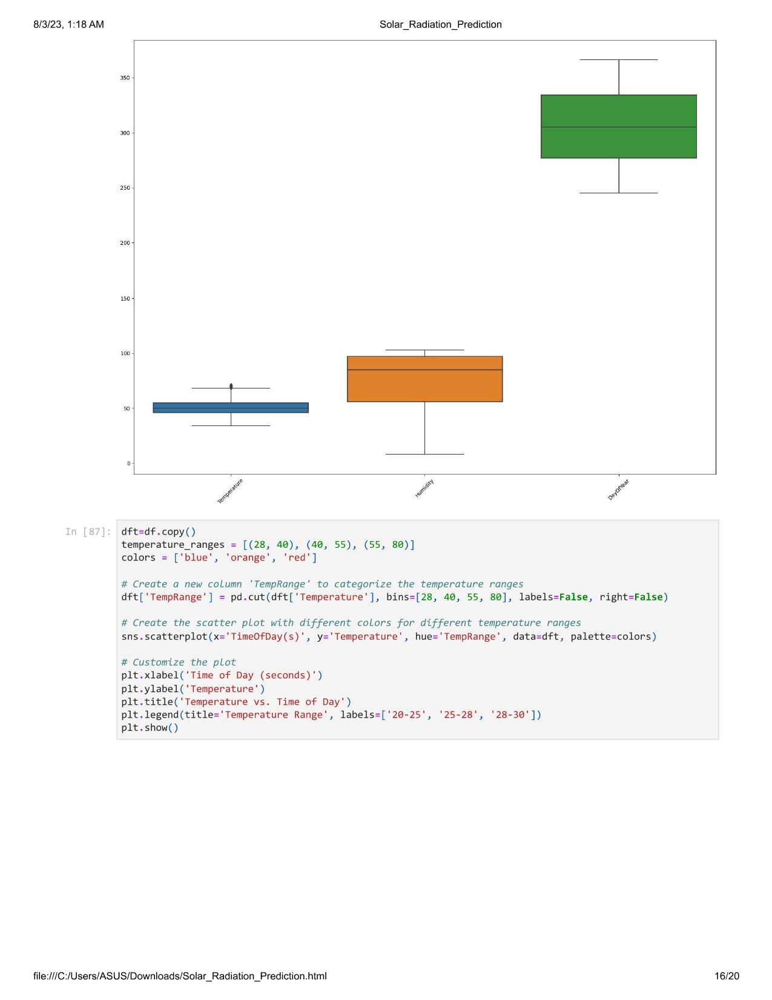 8/3/23, 1:18 AM
Solar_Radiation_Prediction
350
300
250
200
150
100
50
0
Temperature
Humidity
DayOfYear
In [87]:
dft=df.copy()
temperature_ranges = [(28, 40), (40, 55), (55, 80)]
colors = ['blue', 'orange', 'red']
# Create a new column 'TempRange' to categorize the temperature ranges
dft['TempRange'] = pd.cut(dft['Temperature'], bins=[28, 40, 55, 80], labels=False, right=False)
# Create the scatter plot with different colors for different temperature ranges
sns.scatterplot(x='TimeOfDay(s)', y='Temperature', hue='TempRange', data=dft, palette=colors)
# Customize the plot
plt.xlabel('Time of Day (seconds)')
plt.ylabel('Temperature')
plt.title('Temperature vs. Time of Day')
plt.legend(title='Temperature Range', labels=['20-25', '25-28', '28-30'])
plt.show()
file:///C:/Users/ASUS/Downloads/Solar_Radiation_Prediction.html
16/20